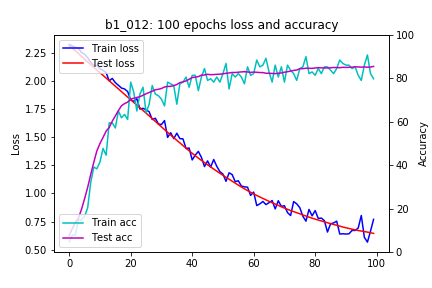 b1_012: 100 epochs loss and accuracy
Train loss
Test loss
Train acc
Test acc
Loss
2.25
2.00
1.75
1.50
1.25
1.00
0.75
0.50
Accuracy
100
80
60
40
20
0
0 20 40 60 80 100